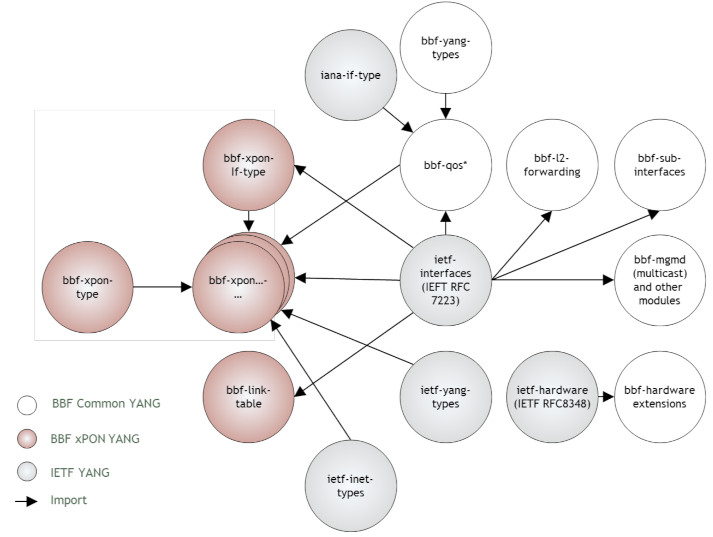 bbf-yang-
types
iana-if-type
bbf-xpon-
If-type
bbf-qos*
bbf-l2-
forwarding
bbf-sub-
interfaces
bbf-xpon-
type
bbf-xpon...-
...
ietf-
interfaces
(IEFT RFC
7223)
bbf-mgmd
(multicast)
and other
modules
bbf-link-
table
ietf-yang-
types
ietf-hardware
(IETF RFC8348)
bbf-hardware
extensions
ietf-inet-
types
BBF Common YANG
BBF xPON YANG
IETF YANG
Import